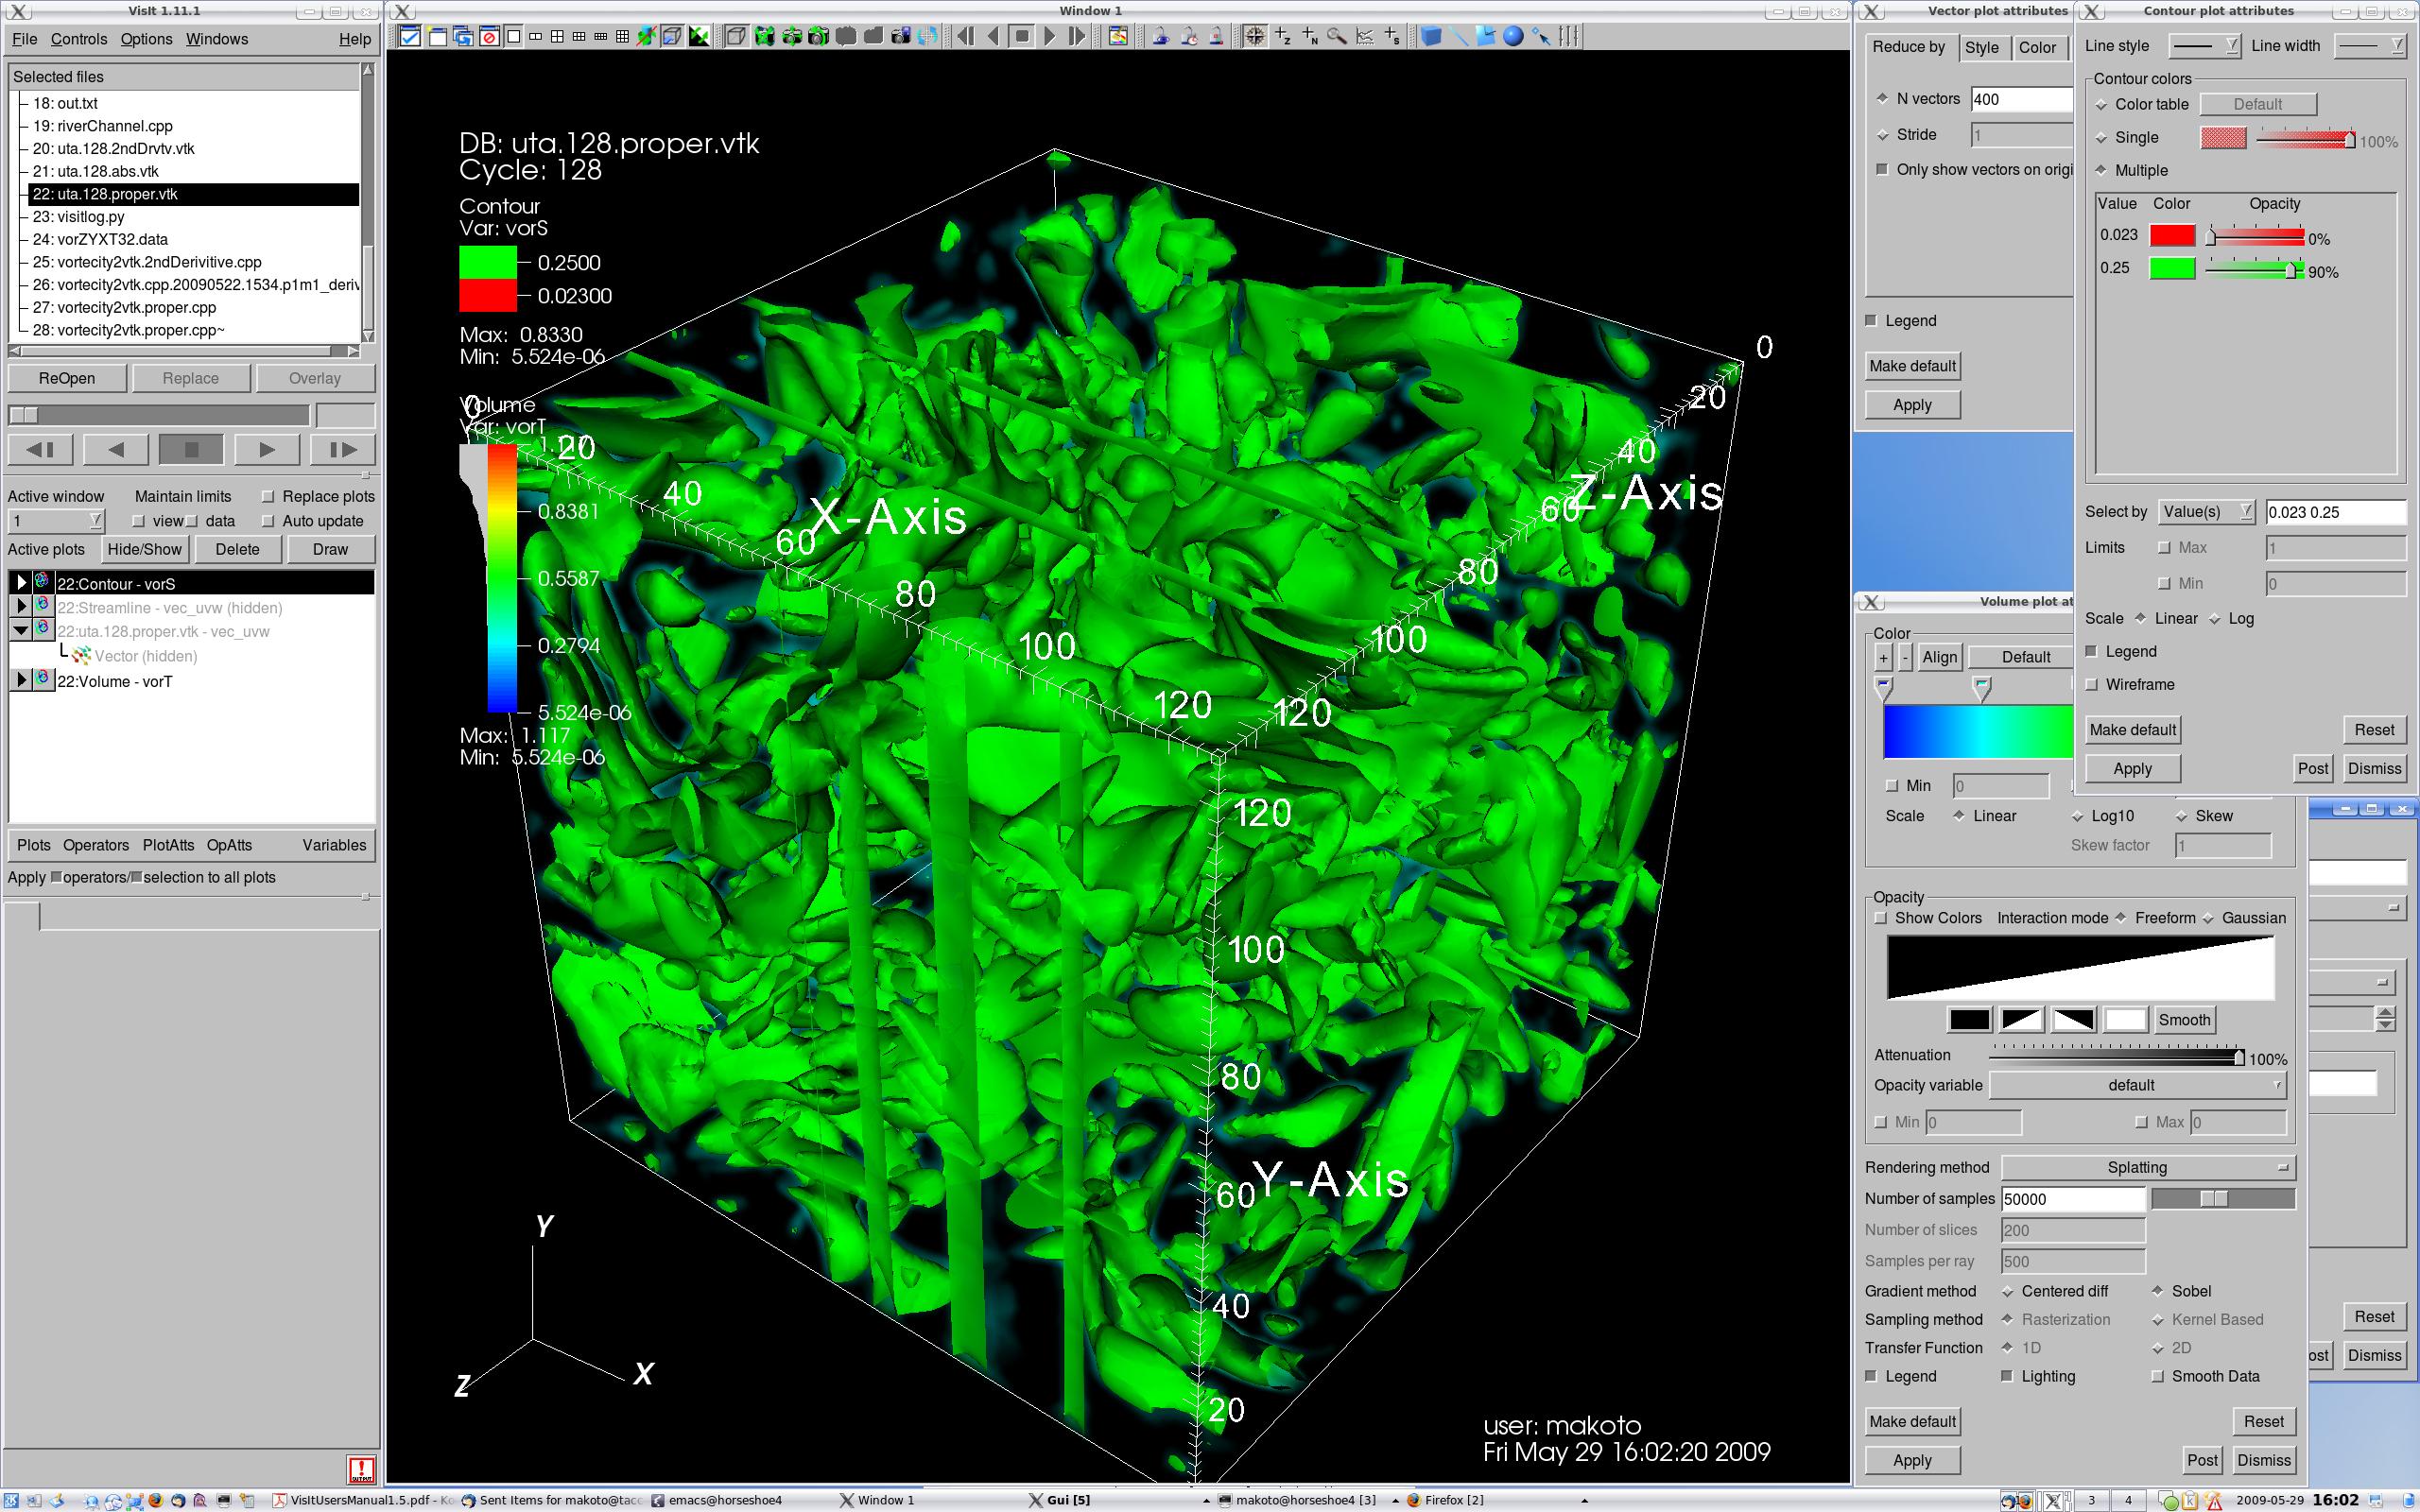 VisIt 1.11.1
File Controls Options Windows Help
Selected files
18: out.txt
19: riverChannel.cpp
20: uta.128.2ndDrvtv.vtk
21: uta.128.abs.vtk
22: uta.128.proper.vtk
23: visitlog.py
24: vorZYXT32.data
25: vortecity2vtk.2ndDerivitive.cpp
26: vortecity2vtk.cpp.20090522.1534.p1m1_deriv
27: vortecity2vtk.proper.cpp
28: vortecity2vtk.proper.cpp~
ReOpen Replace Overlay
Active window Maintain limits Replace plots
1 view data Auto update
Active plots Hide/Show Delete Draw
22:Contour - vorS
22:Streamline - vec_uvw (hidden)
22:uta.128.proper.vtk - vec_uvw
Vector (hidden)
22:Volume - vorT
Plots Operators PlotAtts OpAtts Variables
Apply operators/ selection to all plots
Window 1
DB: uta.128.proper.vtk
Cycle: 128
Contour
Var: vorS
0.2500
0.02300
Max: 0.8330
Min: 5.524e-06
Volume
Var: vorT
0.8381
0.5587
0.2794
5.524e-06
Max: 1.117
Min: 5.524e-06
0
20
40
60
X-Axis
80
100
120
0
20
40
Z-Axis
60
80
100
120
120
100
80
60
Y-Axis
40
20
Y
Z
X
user: makoto
Fri May 29 16:02:20 2009
Vector plot attributes
Reduce by Style Color
N vectors 400
Stride 1
Only show vectors on origi
Legend
Make default
Apply
Contour plot attributes
Line style Line width
Contour colors
Color table Default
Single 100%
Multiple
Value Color Opacity
0.023 0%
0.25 90%
Select by Value(s) 0.023 0.25
Limits Max 1
Min 0
Scale Linear Log
Legend
Wireframe
Make default Reset
Apply Post Dismiss
Volume plot at
Color
+ - Align Default
Min 0
Scale Linear Log10 Skew
Skew factor 1
Opacity
Show Colors Interaction mode Freeform Gaussian
Smooth
Attenuation 100%
Opacity variable default
Min 0 Max 0
Rendering method Splatting
Number of samples 50000
Number of slices 200
Samples per ray 500
Gradient method Centered diff Sobel
Sampling method Rasterization Kernel Based
Transfer Function 1D 2D
Legend Lighting Smooth Data
Make default Reset
Apply Post Dismiss
Reset
ost Dismiss
VisItUsersManual1.5.pdf - Ko Sent Items for makoto@tacc emacs@horseshoe4 Window 1 Gui [5] makoto@horseshoe4 [3] Firefox [2] 3 4 2009-05-29 16:02